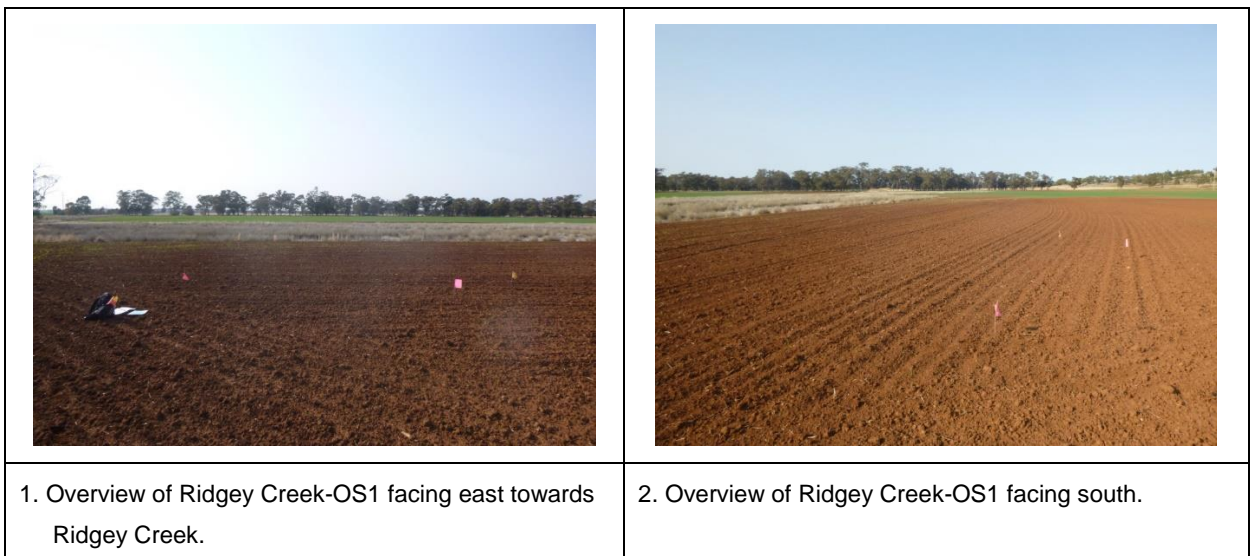 1. Overview of Ridgey Creek-OS1 facing east towards
Ridgey Creek.
2. Overview of Ridgey Creek-OS1 facing south.